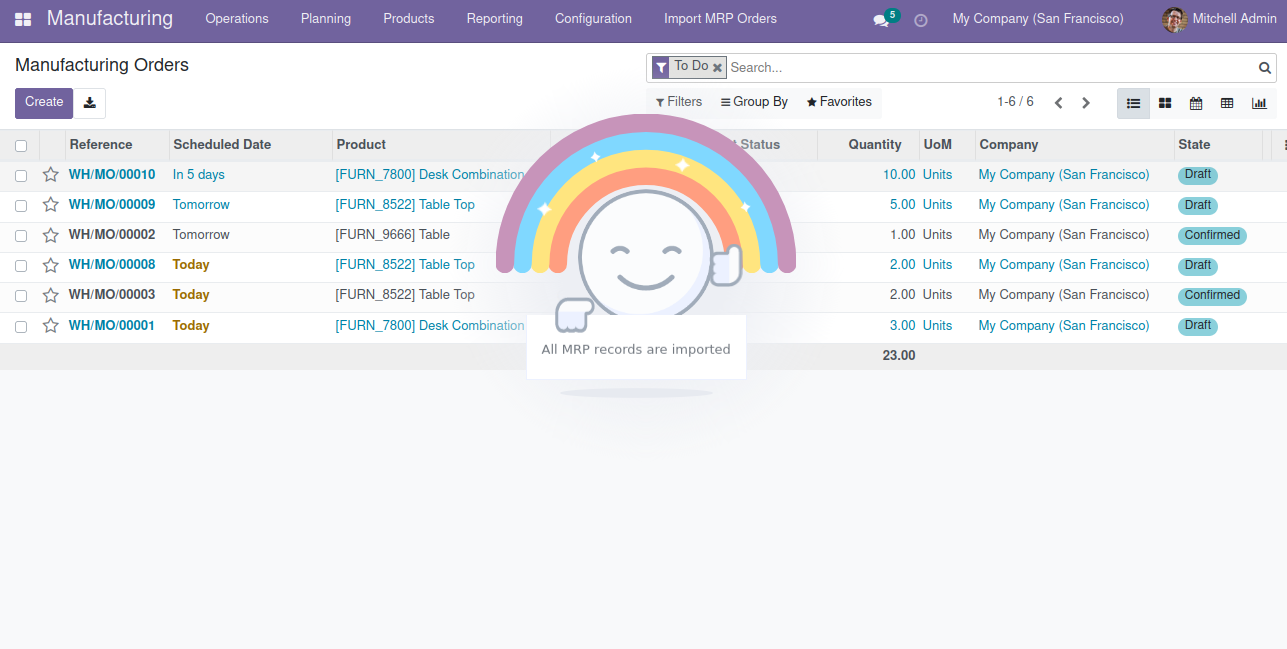 Manufacturing Operations Planning Products Reporting Configuration Import MRP Orders 5 My Company (San Francisco) Mitchell Admin
Manufacturing Orders To Do Search...
Create Filters Group By Favorites 1-6 / 6
Reference Scheduled Date Product Status Quantity UoM Company State
WH/MO/00010 In 5 days [FURN_7800] Desk Combination 10.00 Units My Company (San Francisco) Draft
WH/MO/00009 Tomorrow [FURN_8522] Table Top 5.00 Units My Company (San Francisco) Draft
WH/MO/00002 Tomorrow [FURN_9666] Table 1.00 Units My Company (San Francisco) Confirmed
WH/MO/00008 Today [FURN_8522] Table Top 2.00 Units My Company (San Francisco) Draft
WH/MO/00003 Today [FURN_8522] Table Top 2.00 Units My Company (San Francisco) Confirmed
WH/MO/00001 Today [FURN_7800] Desk Combination 3.00 Units My Company (San Francisco) Draft
All MRP records are imported
23.00